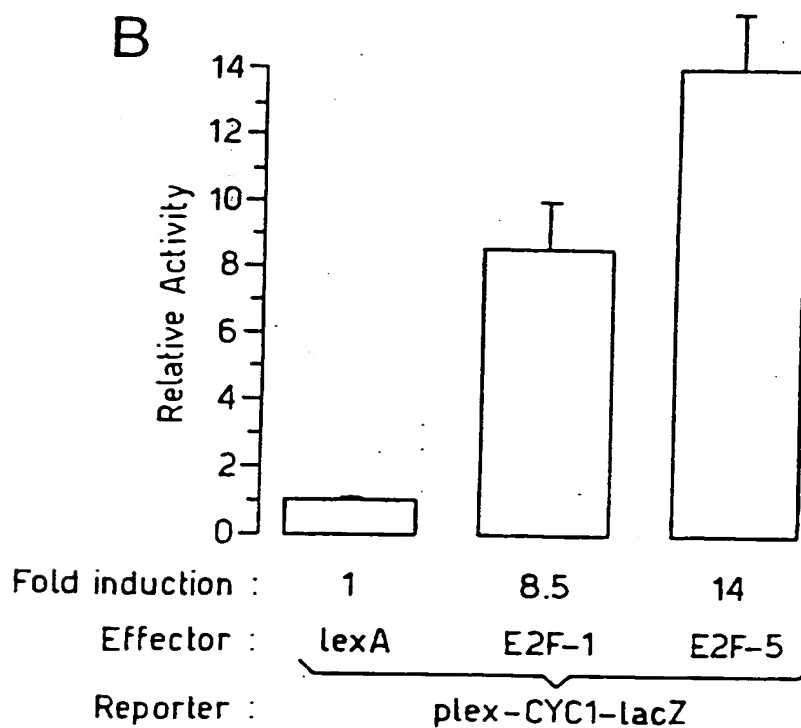 B
14
12
10
8
6
4
2
0
Relative Activity
Fold induction : 1 8.5 14
Effector : lexA E2F-1 E2F-5
Reporter : plex-CYC1-lacZ